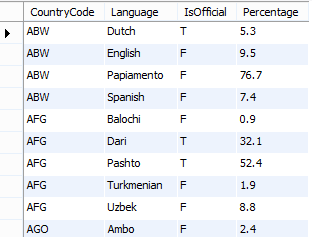 CountryCode Language IsOfficial Percentage
ABW Dutch T 5.3
ABW English F 9.5
ABW Papiamento F 76.7
ABW Spanish F 7.4
AFG Balochi F 0.9
AFG Dari T 32.1
AFG Pashto T 52.4
AFG Turkmenian F 1.9
AFG Uzbek F 8.8
AGO Ambo F 2.4